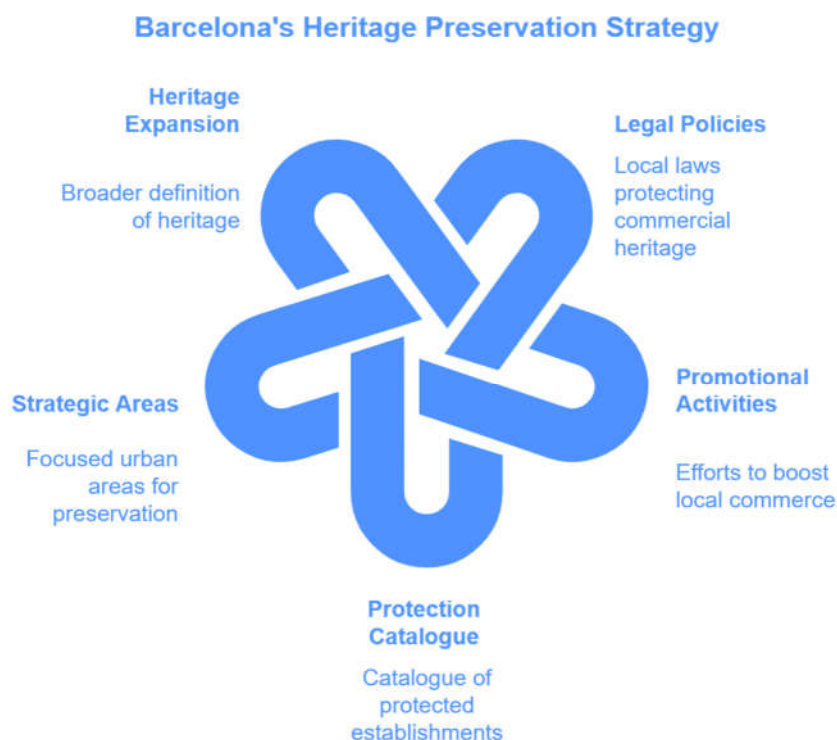 Barcelona's Heritage Preservation Strategy
Heritage
Expansion
Broader definition
of heritage
Legal Policies
Local laws
protecting
commercial
heritage
Strategic Areas
Focused urban
areas for
preservation
Promotional
Activities
Efforts to boost
local commerce
Protection
Catalogue
Catalogue of
protected
establishments